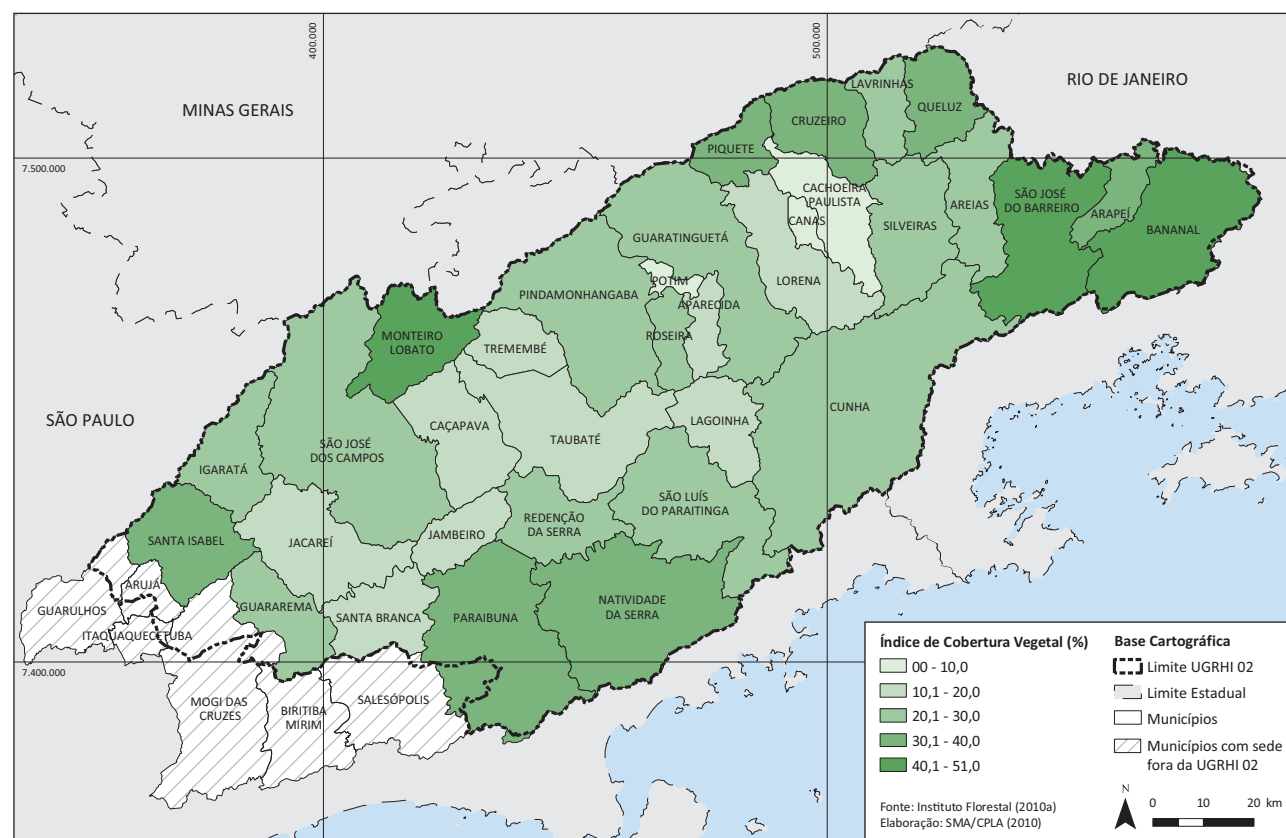 400.000
500.000
MINAS GERAIS
RIO DE JANEIRO
LAVRINHAS
QUELUZ
CRUZEIRO
PIQUETE
7.500.000
CACHOEIRA
PAULISTA
CANAS
SILVEIRAS
AREIAS
SÃO JOSÉ
DO BARREIRO
ARAPEÍ
BANANAL
GUARATINGUETÁ
LORENA
POTIM
APARECIDA
PINDAMONHANGABA
ROSEIRA
MONTEIRO
LOBATO
TREMEMBÉ
SÃO PAULO
CAÇAPAVA
TAUBATÉ
LAGOINHA
CUNHA
SÃO JOSÉ
DOS CAMPOS
IGARATÁ
SÃO LUÍS
DO PARAITINGA
REDENÇÃO
DA SERRA
SANTA ISABEL
JACAREÍ
JAMBEIRO
ARUJÁ
GUARULHOS
GUARAREMA
SANTA BRANCA
PARAIBUNA
NATIVIDADE
DA SERRA
ITAQUAQUECETUBA
7.400.000
MOGI DAS
CRUZES
BIRITIBA
MIRIM
SALESÓPOLIS
Índice de Cobertura Vegetal (%)
00 - 10,0
10,1 - 20,0
20,1 - 30,0
30,1 - 40,0
40,1 - 51,0
Base Cartográfica
Limite UGRHI 02
Limite Estadual
Municípios
Municípios com sede
fora da UGRHI 02
Fonte: Instituto Florestal (2010a)
Elaboração: SMA/CPLA (2010)
N
0 10 20 km